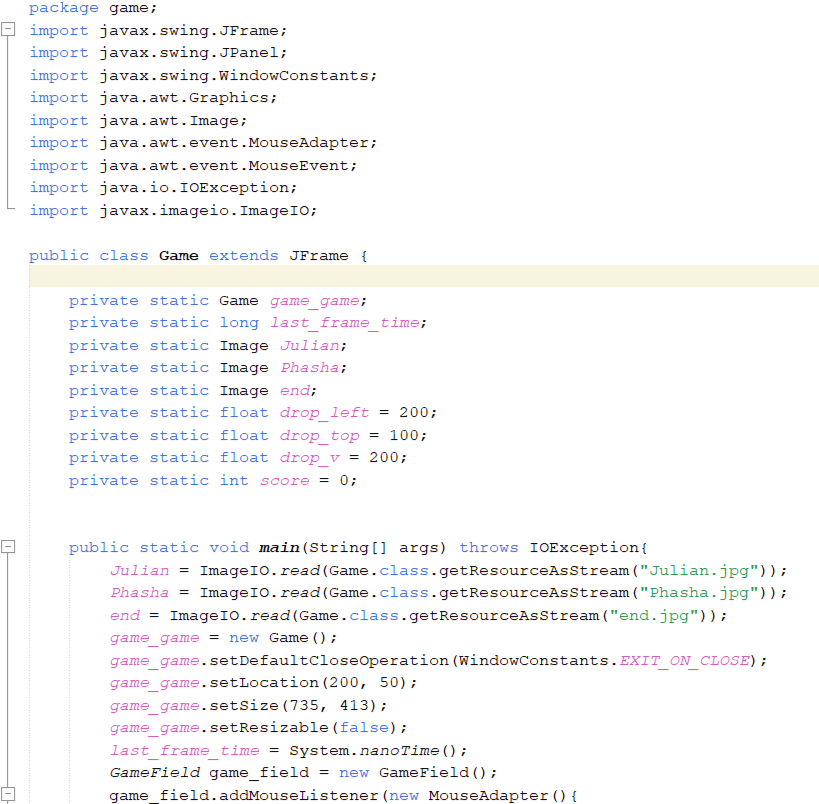 package game;
import javax.swing.JFrame;
import javax.swing.JPanel;
import javax.swing.WindowConstants;
import java.awt.Graphics;
import java.awt.Image;
import java.awt.event.MouseAdapter;
import java.awt.event.MouseEvent;
import java.io.IOException;
import javax.imageio.ImageIO;
public class Game extends JFrame {
private static Game game_game;
private static long last_frame_time;
private static Image Julian;
private static Image Phasha;
private static Image end;
private static float drop_left = 200;
private static float drop_top = 100;
private static float drop_v = 200;
private static int score = 0;
public static void main(String[] args) throws IOException{
Julian = ImageIO.read(Game.class.getResourceAsStream("Julian.jpg"));
Phasha = ImageIO.read(Game.class.getResourceAsStream("Phasha.jpg"));
end = ImageIO.read(Game.class.getResourceAsStream("end.jpg"));
game_game = new Game();
game_game.setDefaultCloseOperation(WindowConstants.EXIT_ON_CLOSE);
game_game.setLocation(200, 50);
game_game.setSize(735, 413);
game_game.setResizable(false);
last_frame_time = System.nanoTime();
GameField game_field = new GameField();
game_field.addMouseListener(new MouseAdapter(){